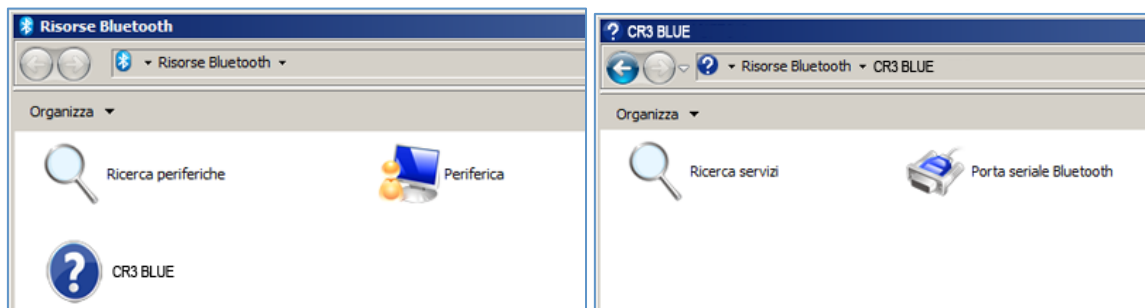 Risorse Bluetooth
Risorse Bluetooth
Organizza
Ricerca periferiche
Periferica
CR3 BLUE
CR3 BLUE
Risorse Bluetooth CR3 BLUE
Organizza
Ricerca servizi
Porta seriale Bluetooth